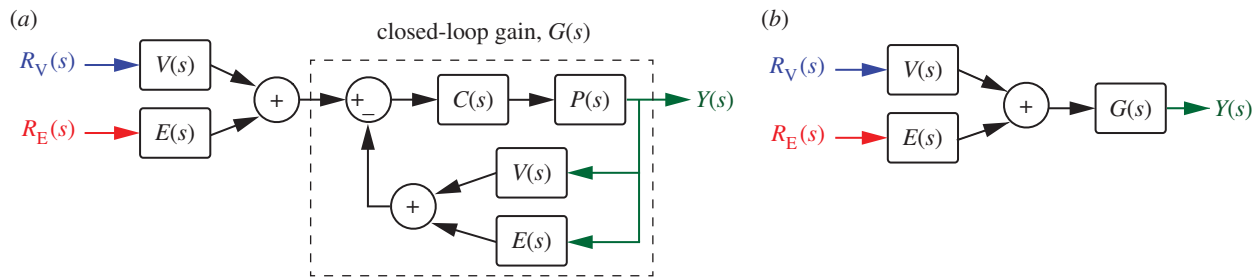 (a)
closed-loop gain, G(s)
R_V(s)
V(s)
R_E(s)
E(s)
+
+
−
C(s)
P(s)
Y(s)
V(s)
E(s)
+
(b)
R_V(s)
V(s)
R_E(s)
E(s)
+
G(s)
Y(s)